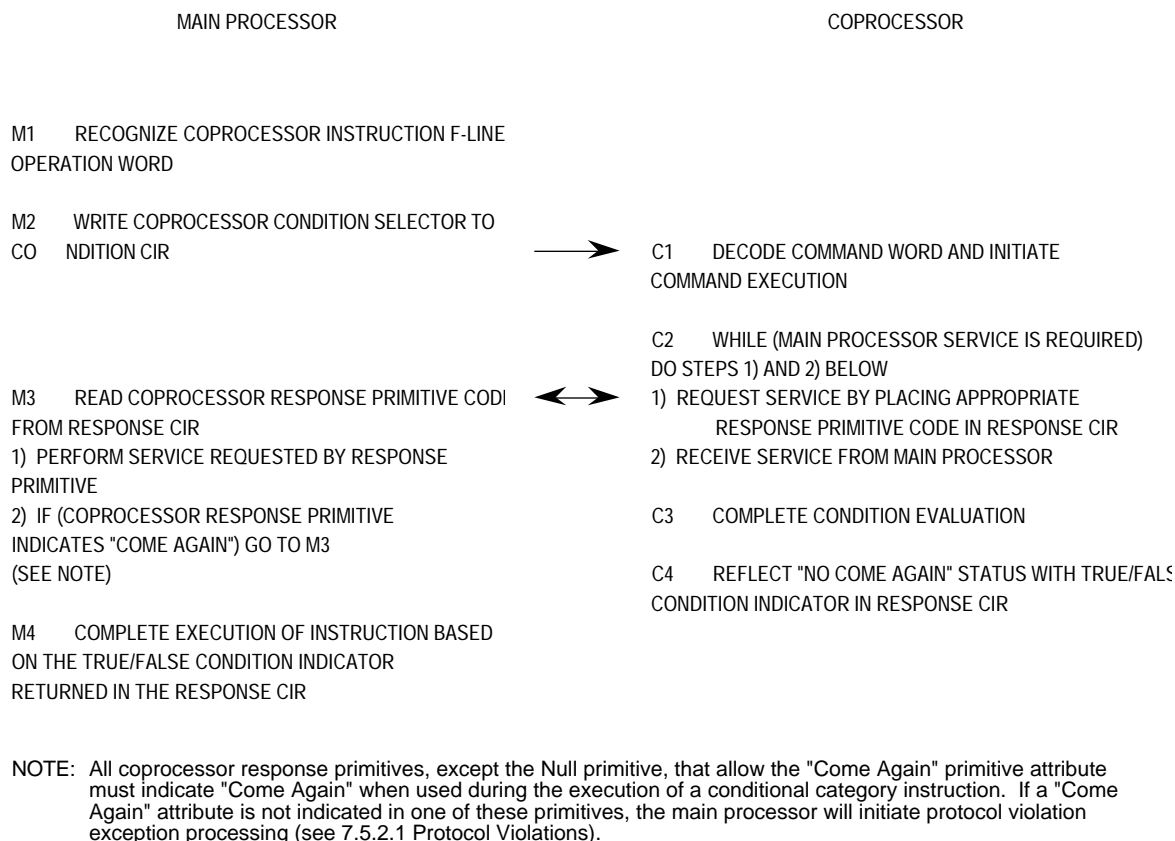 MAIN PROCESSOR
COPROCESSOR
M1 RECOGNIZE COPROCESSOR INSTRUCTION F-LINE
OPERATION WORD
M2 WRITE COPROCESSOR CONDITION SELECTOR TO
CO NDITION CIR
C1 DECODE COMMAND WORD AND INITIATE
COMMAND EXECUTION
C2 WHILE (MAIN PROCESSOR SERVICE IS REQUIRED)
DO STEPS 1) AND 2) BELOW
M3 READ COPROCESSOR RESPONSE PRIMITIVE COD
FROM RESPONSE CIR
1) PERFORM SERVICE REQUESTED BY RESPONSE
PRIMITIVE
2) IF (COPROCESSOR RESPONSE PRIMITIVE
INDICATES "COME AGAIN") GO TO M3
(SEE NOTE)
1) REQUEST SERVICE BY PLACING APPROPRIATE
RESPONSE PRIMITIVE CODE IN RESPONSE CIR
2) RECEIVE SERVICE FROM MAIN PROCESSOR
C3 COMPLETE CONDITION EVALUATION
C4 REFLECT "NO COME AGAIN" STATUS WITH TRUE/FALS
CONDITION INDICATOR IN RESPONSE CIR
M4 COMPLETE EXECUTION OF INSTRUCTION BASED
ON THE TRUE/FALSE CONDITION INDICATOR
RETURNED IN THE RESPONSE CIR
NOTE: All coprocessor response primitives, except the Null primitive, that allow the "Come Again" primitive attribute
must indicate "Come Again" when used during the execution of a conditional category instruction. If a "Come
Again" attribute is not indicated in one of these primitives, the main processor will initiate protocol violation
exception processing (see 7.5.2.1 Protocol Violations).